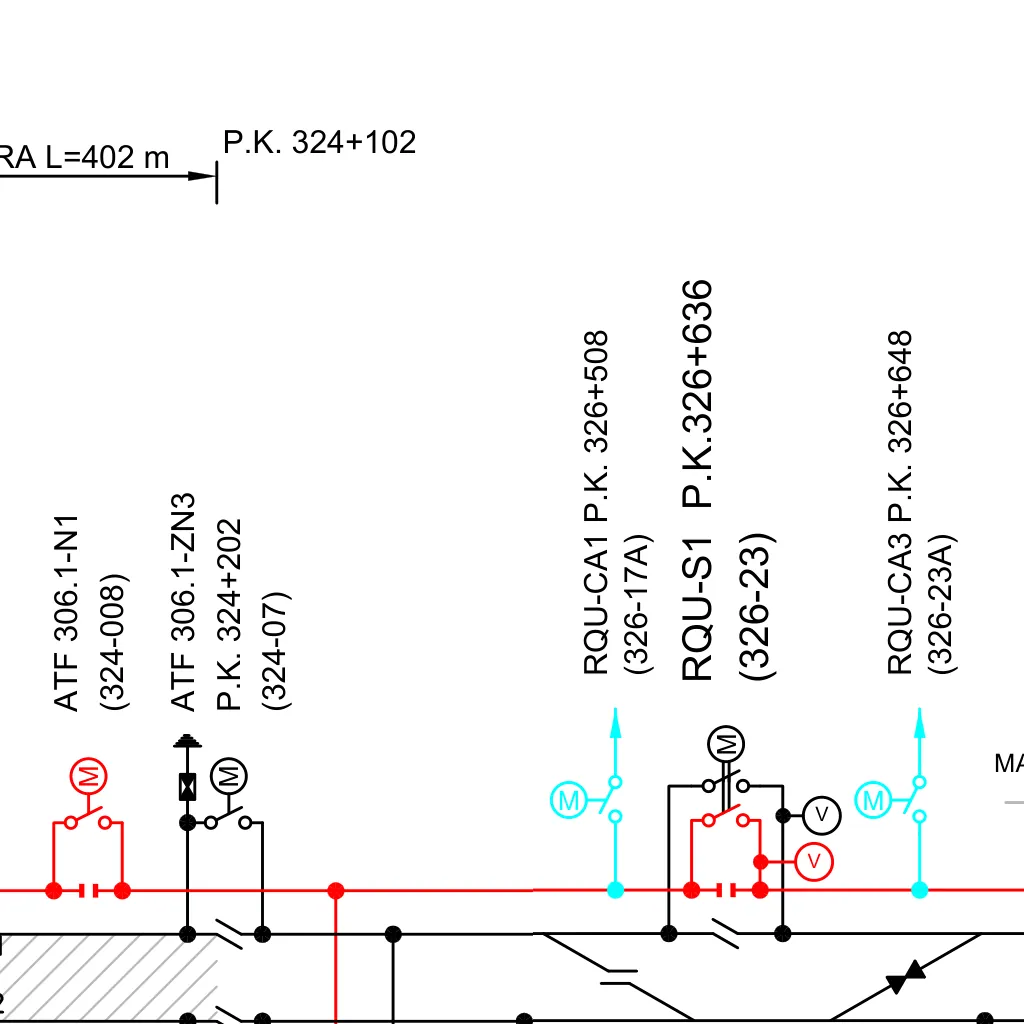 RA L=402 m
P.K. 324+102
ATF 306.1-N1
(324-008)
ATF 306.1-ZN3
P.K. 324+202
(324-07)
RQU-CA1 P.K. 326+508
(326-17A)
RQU-S1 P.K.326+636
(326-23)
RQU-CA3 P.K. 326+648
(326-23A)
MA
M
M
M
M
M
V
V